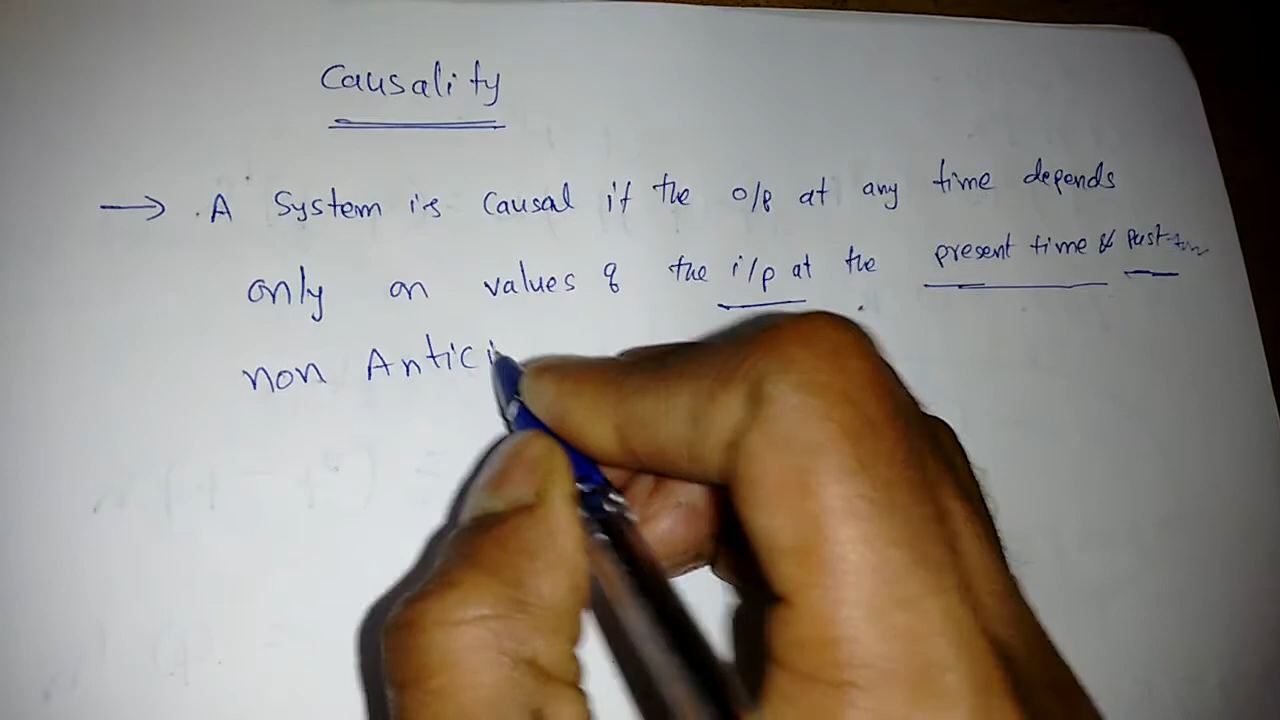 Causality
→ A System is Causal if the o/p at any time depends
only on values of the i/p at the present time & past
non Antici